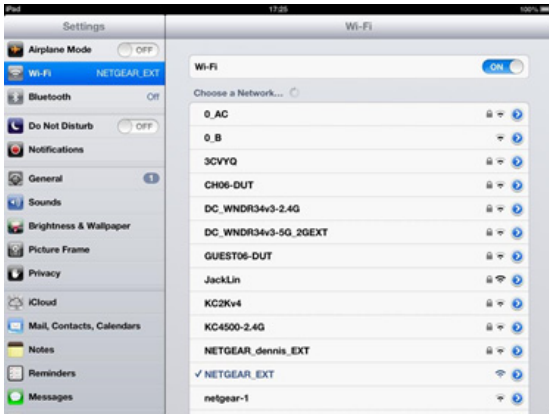 iPad 17:25 100%
Settings
Airplane Mode OFF
Wi-Fi NETGEAR_EXT
Bluetooth Off
Do Not Disturb OFF
Notifications
General 1
Sounds
Brightness & Wallpaper
Picture Frame
Privacy
iCloud
Mail, Contacts, Calendars
Notes
Reminders
Messages
Wi-Fi
Wi-Fi ON
Choose a Network...
0_AC
0_B
3CVYQ
CH06-DUT
DC_WNDR34v3-2.4G
DC_WNDR34v3-5G_2GEXT
GUEST06-DUT
JackLin
KC2Kv4
KC4500-2.4G
NETGEAR_dennis_EXT
✓ NETGEAR_EXT
netgear-1